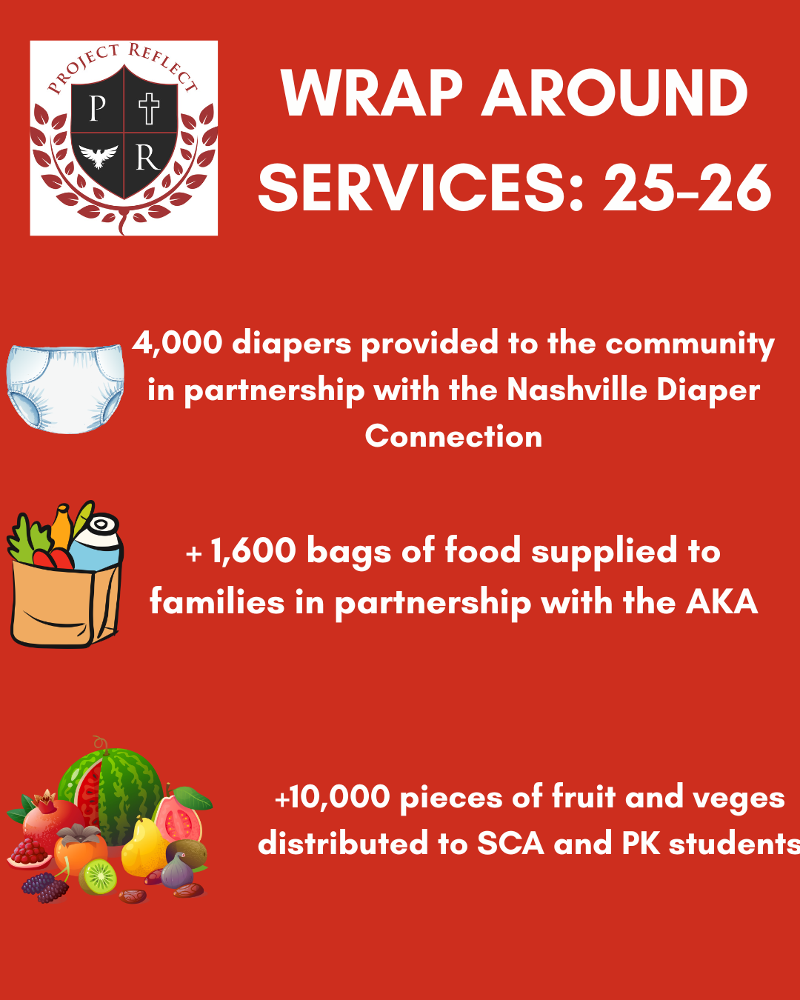 PROJECT REFLECT
P
R
WRAP AROUND
SERVICES: 25-26
4,000 diapers provided to the community
in partnership with the Nashville Diaper
Connection
+ 1,600 bags of food supplied to
families in partnership with the AKA
+10,000 pieces of fruit and veges
distributed to SCA and PK students